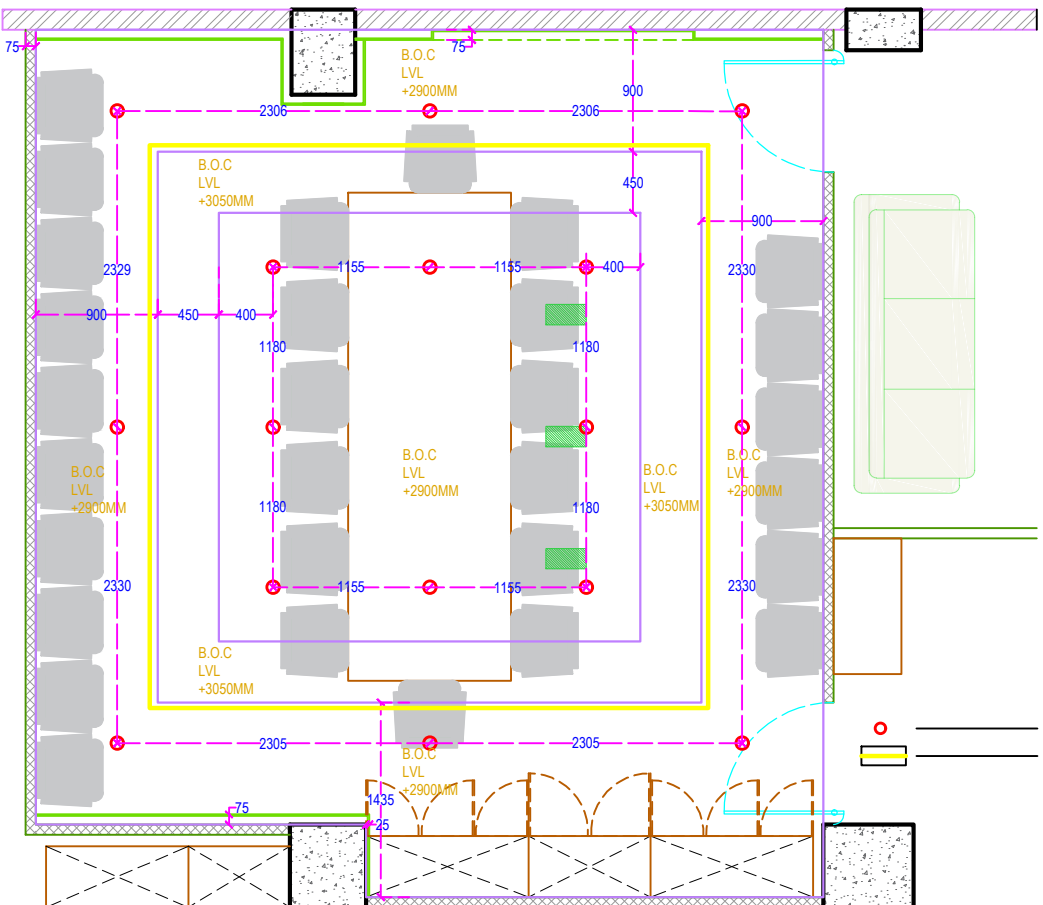 75
75
B.O.C
LVL
+2900MM
900
2306
2306
B.O.C
LVL
+3050MM
450
900
2329
1155
1155
400
2330
900
450
400
1180
1180
B.O.C
LVL
+2900MM
B.O.C
LVL
+2900MM
B.O.C
LVL
+3050MM
B.O.C
LVL
+2900MM
1180
1180
2330
1155
1155
2330
B.O.C
LVL
+3050MM
2305
2305
B.O.C
LVL
+2900MM
75
1435
25